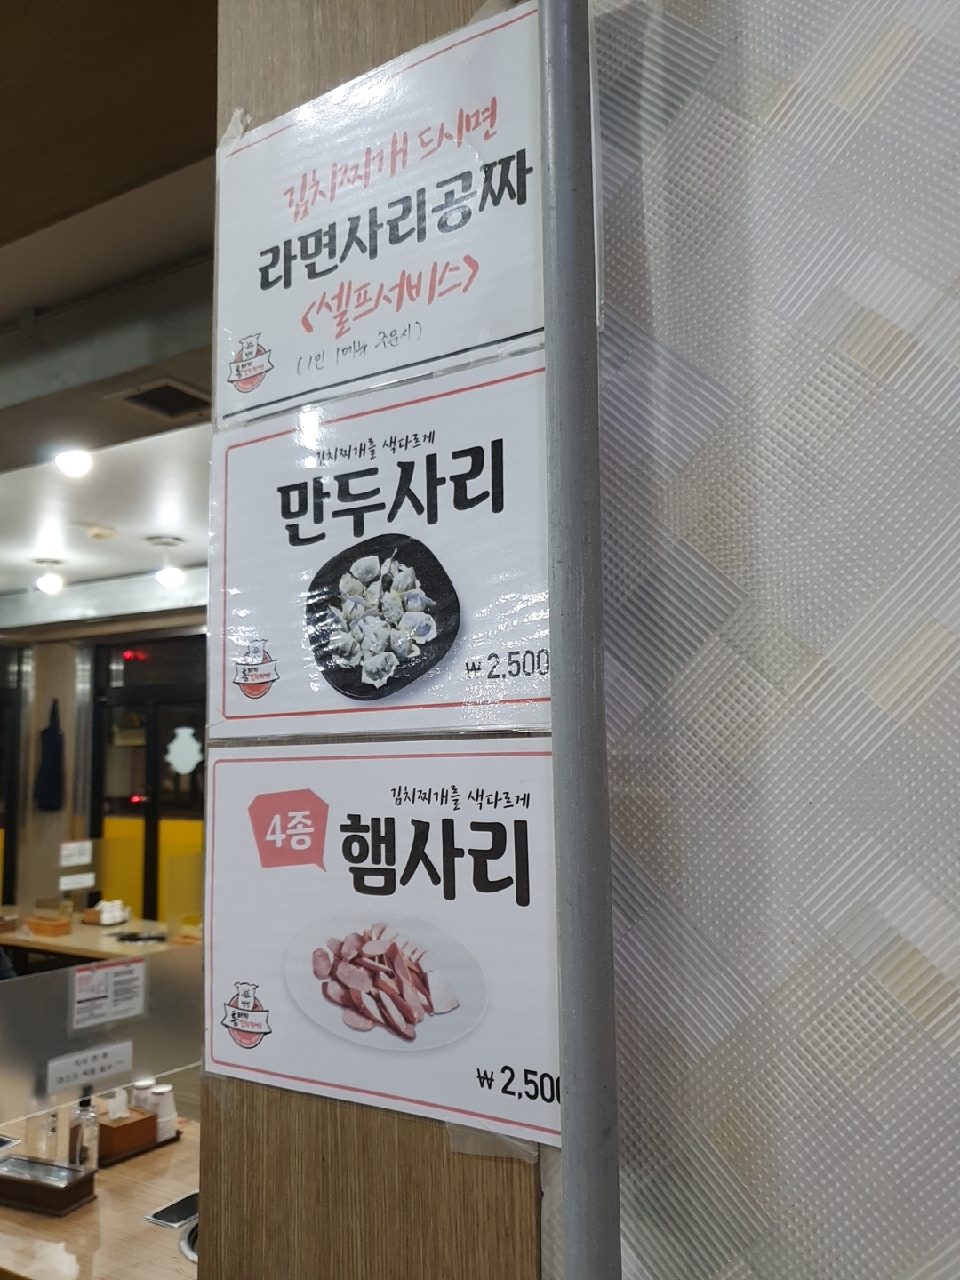 김치찌개 드시면
라면사리공짜
<셀프서비스>
(1인 1메뉴 주문시)
김치찌개를 색다르게
만두사리
₩ 2,500
김치찌개를 색다르게
4종
햄사리
₩ 2,500